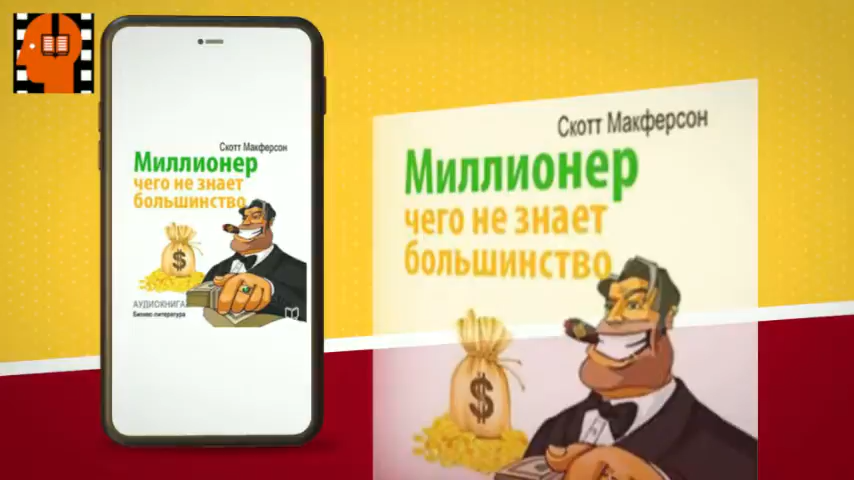 Скотт Макферсон
Миллионер
чего не знает
большинство
$
АУДИОКНИГА
Бизнес-литература
Скотт Макферсон
Миллионер
чего не знает
большинство
$